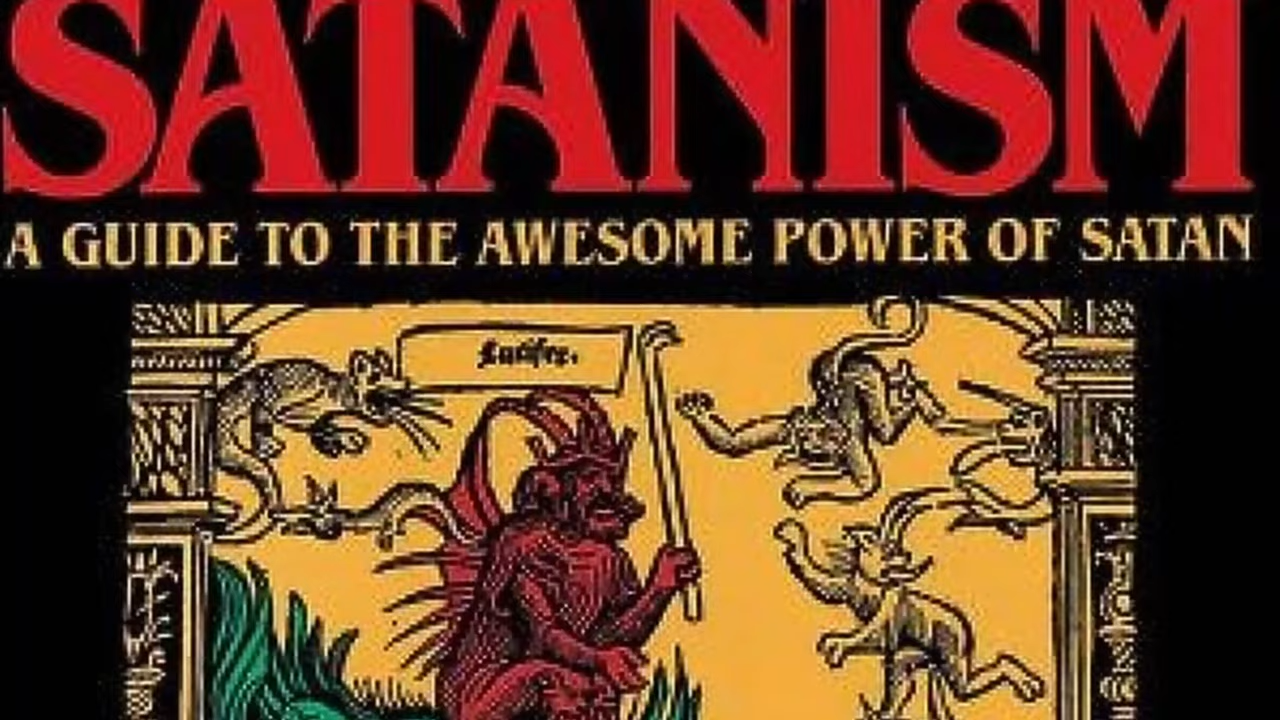 SATANISM
A GUIDE TO THE AWESOME POWER OF SATAN
Lucifer.